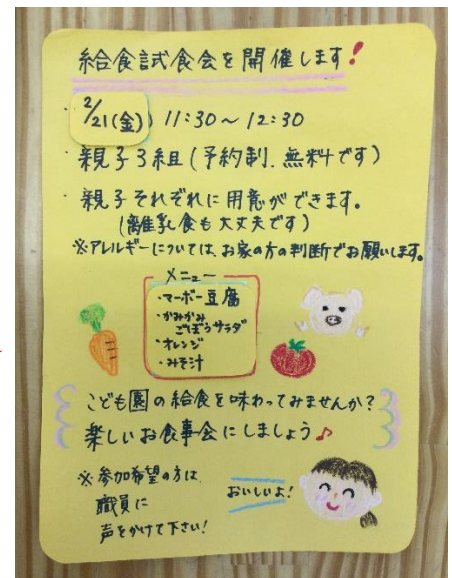 給食試食会を開催します！
・2/21(金) 11:30～12:30
・親子3組(予約制、無料です)
・親子それぞれに用意ができます。
(離乳食も大丈夫です)
※アレルギーについては、お家の方の判断でお願いします。
メニュー
・マーボー豆腐
・かみかみ
ごぼうサラダ
・オレンジ
・みそ汁
こども園の給食を味わってみませんか？
楽しいお食事会にしましょう♪
※参加希望の方は
職員に
声をかけて下さい！
おいしいよ！